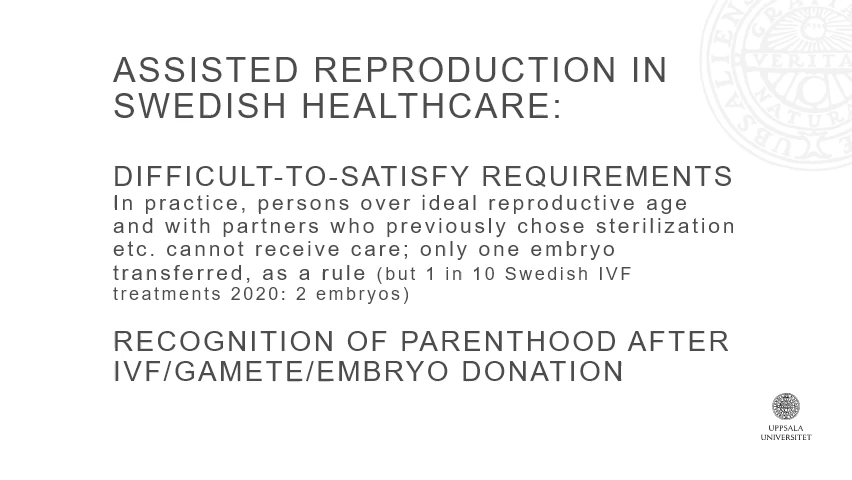 ASSISTED REPRODUCTION IN
SWEDISH HEALTHCARE:
DIFFICULT-TO-SATISFY REQUIREMENTS
In practice, persons over ideal reproductive age
and with partners who previously chose sterilization
etc. cannot receive care; only one embryo
transferred, as a rule (but 1 in 10 Swedish IVF
treatments 2020: 2 embryos)
RECOGNITION OF PARENTHOOD AFTER
IVF/GAMETE/EMBRYO DONATION
UPPSALA
UNIVERSITET